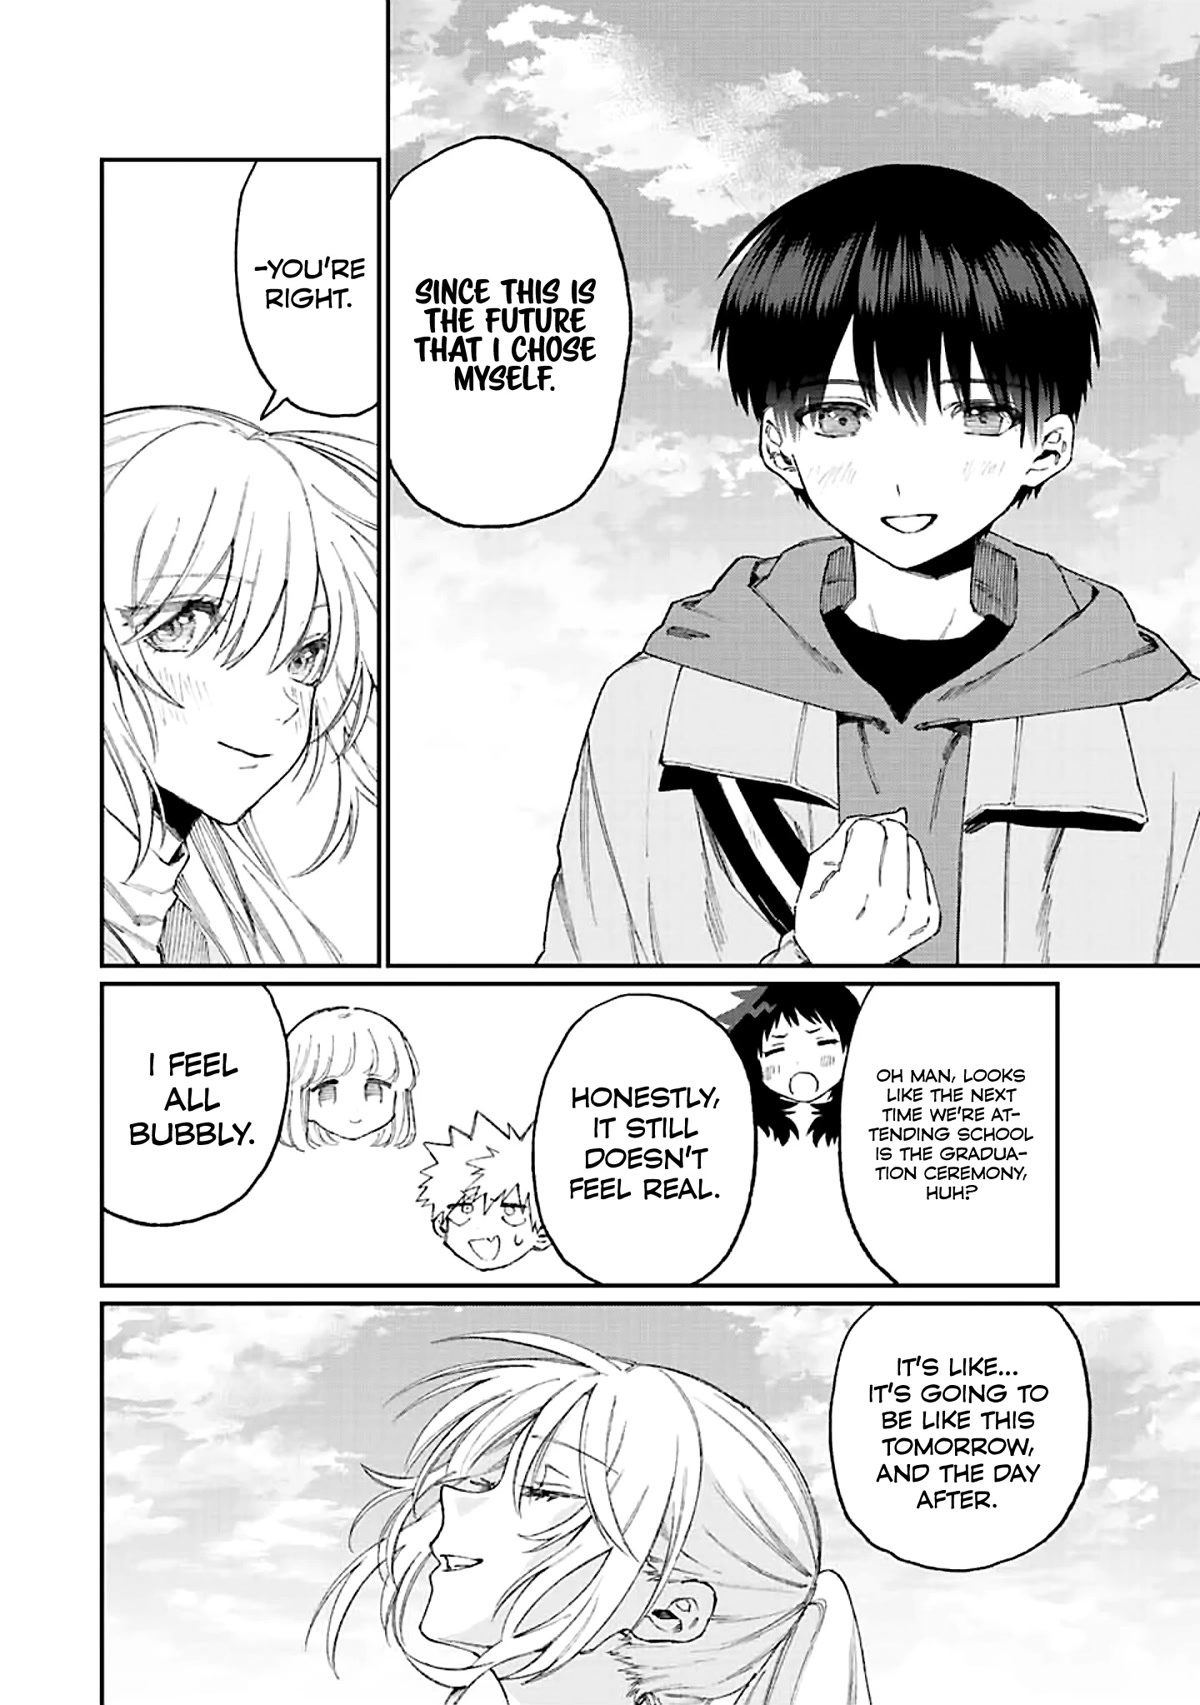 SINCE THIS IS
THE FUTURE
THAT I CHOSE
MYSELF.
-YOU'RE
RIGHT.
OH MAN, LOOKS
LIKE THE NEXT
TIME WE'RE AT-
TENDING SCHOOL
IS THE GRADUA-
TION CEREMONY,
HUH?
HONESTLY,
IT STILL
DOESN'T
FEEL REAL.
I FEEL
ALL
BUBBLY.
IT'S LIKE...
IT'S GOING TO
BE LIKE THIS
TOMORROW,
AND THE DAY
AFTER.